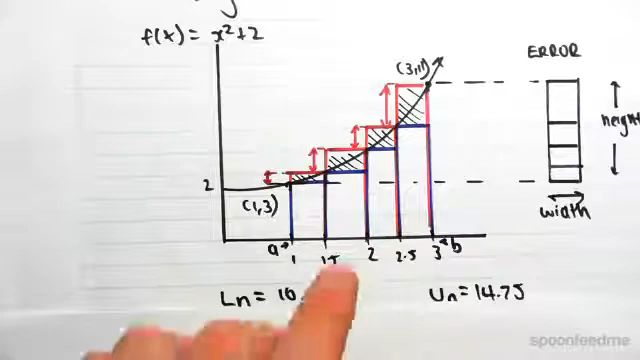 f(x) = x²+2
ERROR
(3,11)
height
2
(1,3)
width
a
1
1.5
2
2.5
3
b
Ln = 10.
Un = 14.75
spoonfeedme